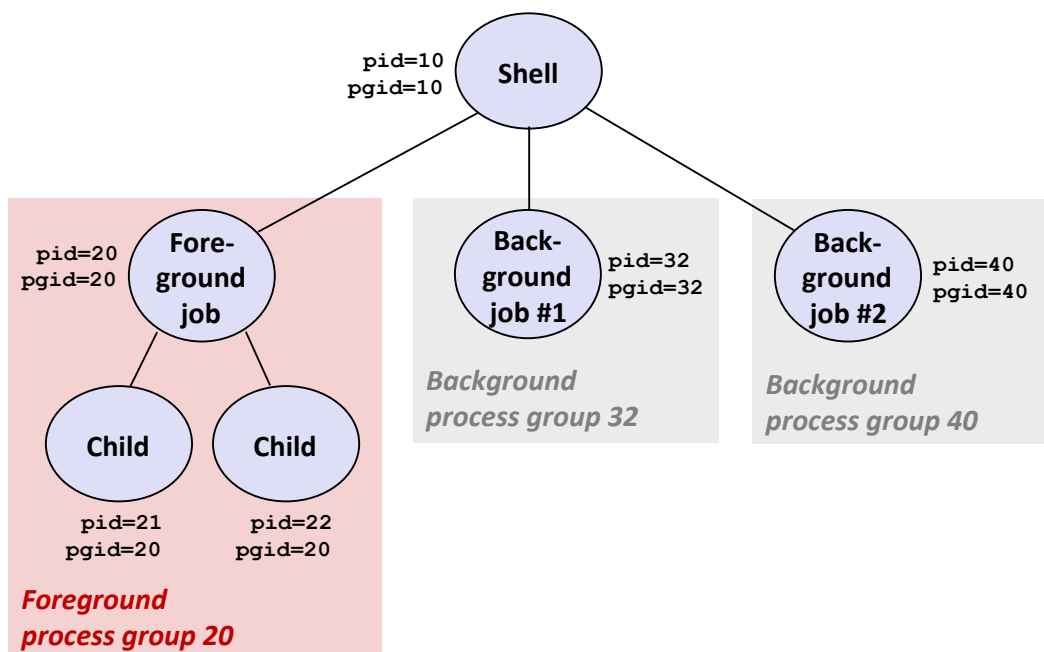 pid=10
pgid=10
Shell
pid=20
pgid=20
Fore-
ground
job
Back-
ground
job #1
pid=32
pgid=32
Back-
ground
job #2
pid=40
pgid=40
Background
process group 32
Background
process group 40
Child
Child
pid=21
pgid=20
pid=22
pgid=20
Foreground
process group 20